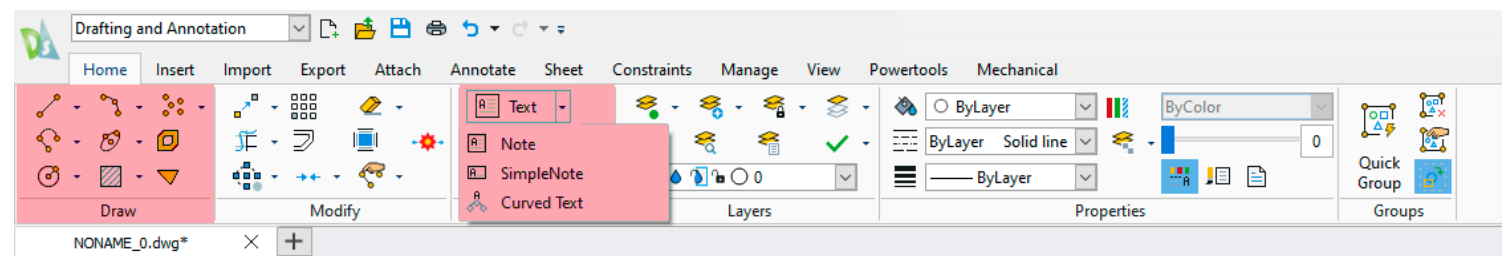 DS
Drafting and Annotation
Home Insert Import Export Attach Annotate Sheet Constraints Manage View Powertools Mechanical
Text
Note
SimpleNote
Curved Text
0
ByLayer
ByLayer Solid line
ByLayer
ByColor
0
Quick
Group
Draw Modify Layers Properties Groups
NONAME_0.dwg*